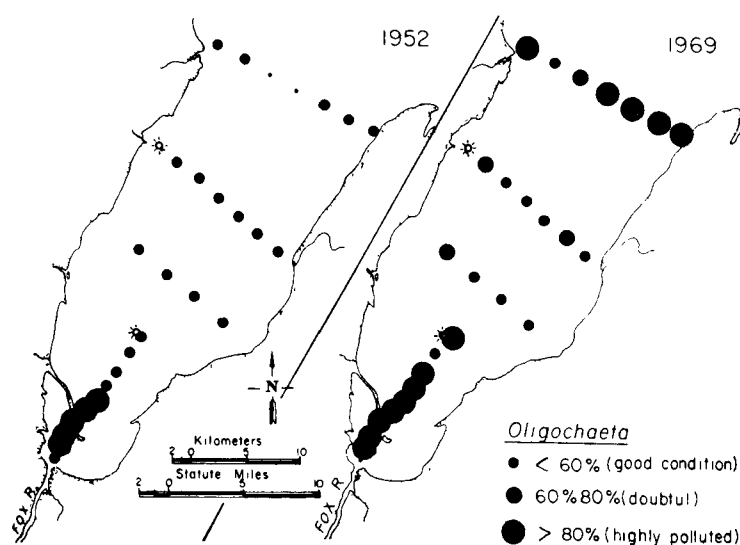 1952
1969
N
Kilometers
2 0 5 10
Statute Miles
2 0 5 10
FOX R.
FOX R
Oligochaeta
< 60% (good condition)
60% 80% (doubtful)
> 80% (highly polluted)